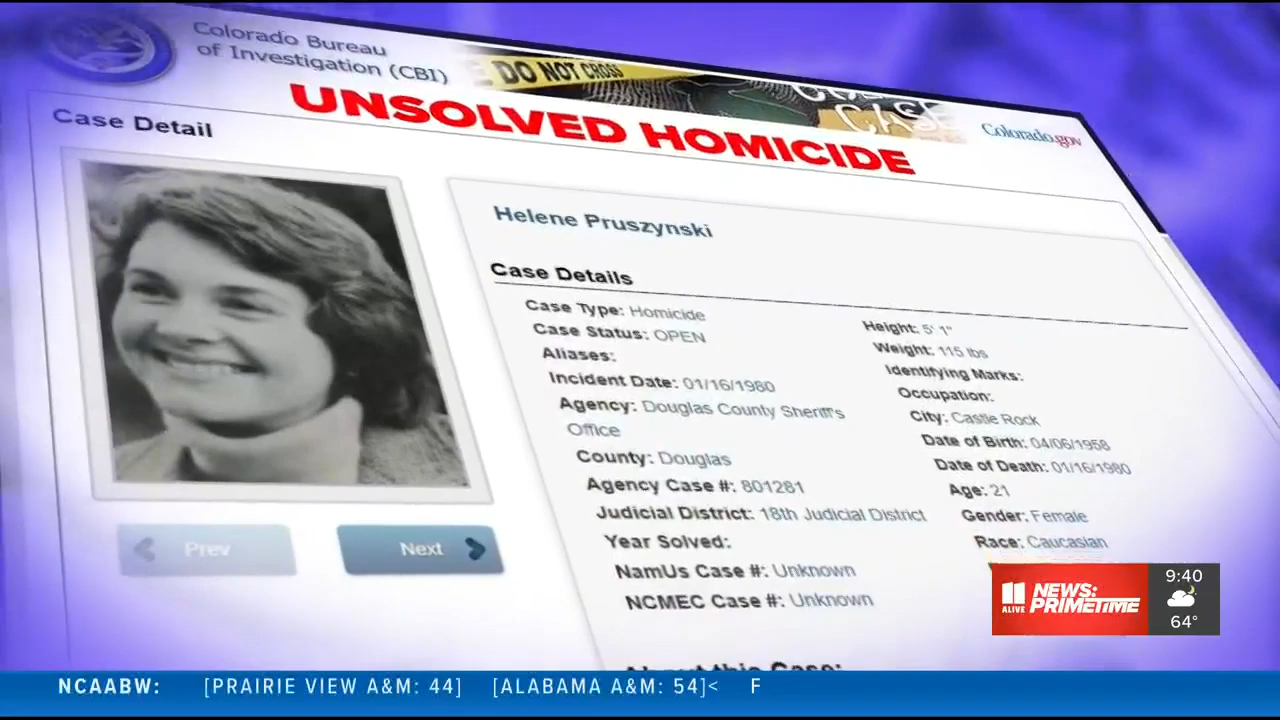 Colorado Bureau
of Investigation (CBI)
DO NOT CROSS
Colorado.gov
UNSOLVED HOMICIDE
Case Detail
Helene Pruszynski
Case Details
Case Type: Homicide
Case Status: OPEN
Aliases:
Incident Date: 01/16/1980
Agency: Douglas County Sheriff's
Office
County: Douglas
Agency Case #: 801281
Judicial District: 18th Judicial District
Year Solved:
NamUs Case #: Unknown
NCMEC Case #: Unknown
Height: 5' 1"
Weight: 115 lbs
Identifying Marks:
Occupation:
City: Castle Rock
Date of Birth: 04/06/1958
Date of Death: 01/16/1980
Age: 21
Gender: Female
Race: Caucasian
Prev
Next
About this Case:
11 ALIVE NEWS: PRIMETIME
9:40
64°
NCAABW: [PRAIRIE VIEW A&M: 44] [ALABAMA A&M: 54]< F